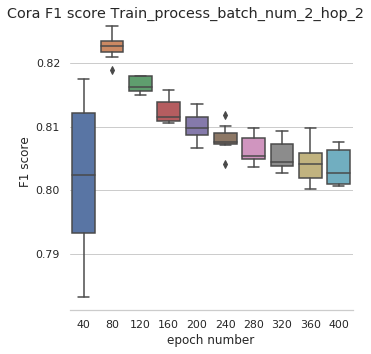 Cora F1 score Train_process_batch_num_2_hop_2
0.82
0.81
0.80
0.79
F1 score
40 80 120 160 200 240 280 320 360 400
epoch number